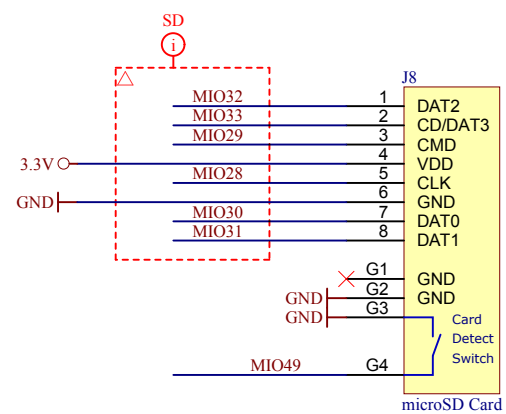 SD
i
J8
MIO32 1 DAT2
MIO33 2 CD/DAT3
MIO29 3 CMD
3.3V 4 VDD
MIO28 5 CLK
GND 6 GND
MIO30 7 DAT0
MIO31 8 DAT1
G1 GND
GND G2 GND
GND G3 Card
Detect
Switch
MIO49 G4
microSD Card